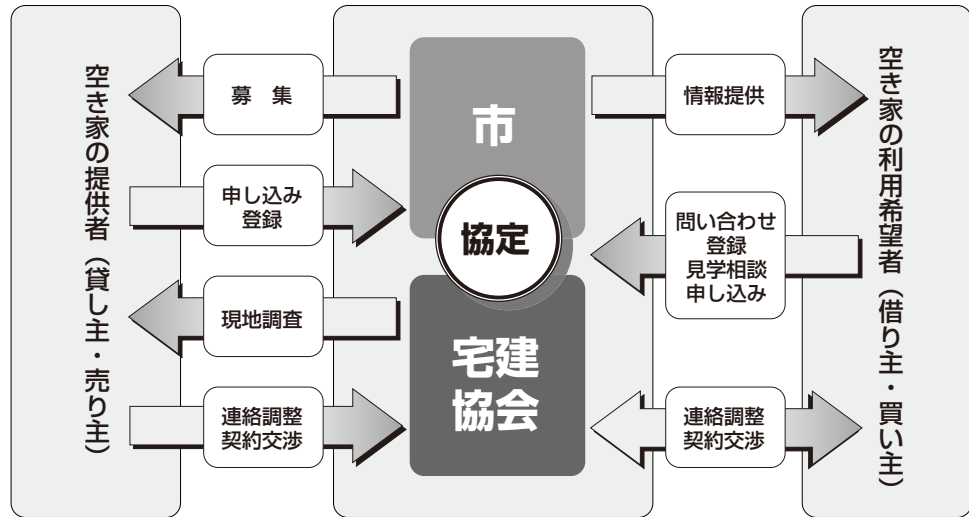 空き家の提供者（貸し主・売り主）
募　集
申し込み
登録
現地調査
連絡調整
契約交渉
市
協定
宅建
協会
情報提供
問い合わせ
登録
見学相談
申し込み
連絡調整
契約交渉
空き家の利用希望者（借り主・買い主）